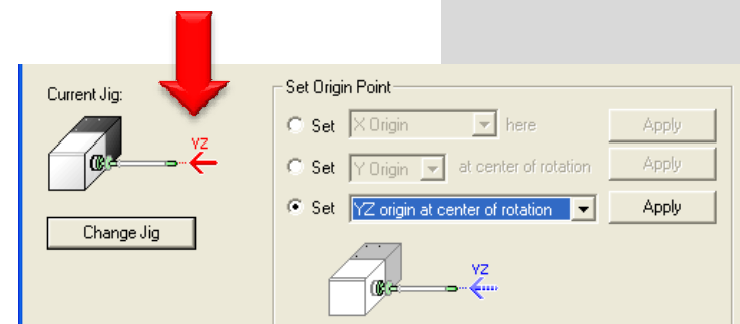 Current Jig:
YZ
Change Jig
Set Origin Point
Set X Origin here Apply
Set Y Origin at center of rotation Apply
Set YZ origin at center of rotation Apply
YZ